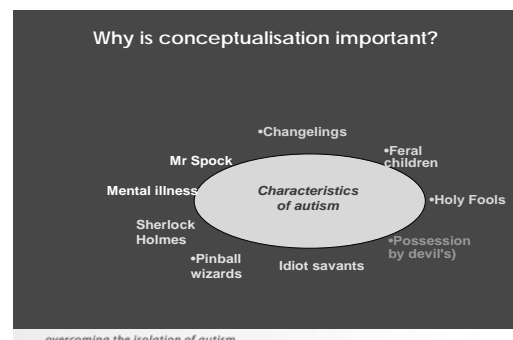 Why is conceptualisation important?
•Changelings
•Feral
children
Mr Spock
Mental illness
Characteristics
of autism
•Holy Fools
Sherlock
Holmes
•Possession
by devil's)
•Pinball
wizards
Idiot savants
overcoming the isolation of autism